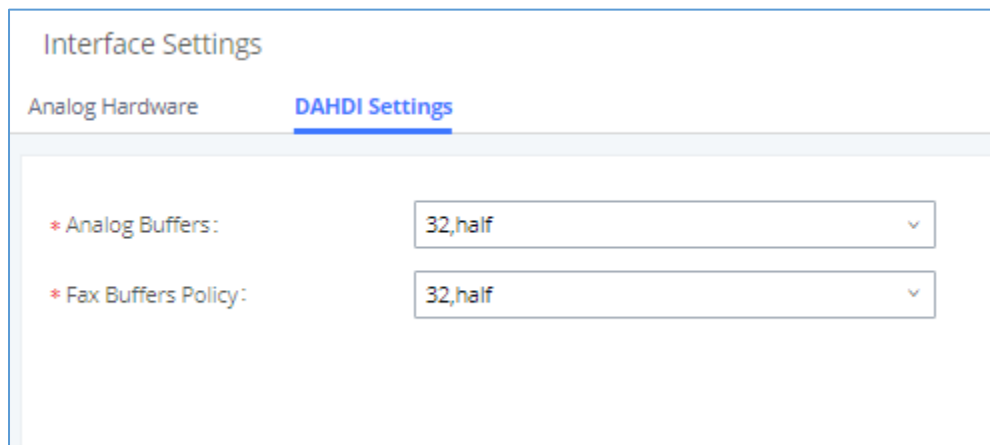 Interface Settings
Analog Hardware DAHDI Settings
* Analog Buffers: 32,half
* Fax Buffers Policy: 32,half